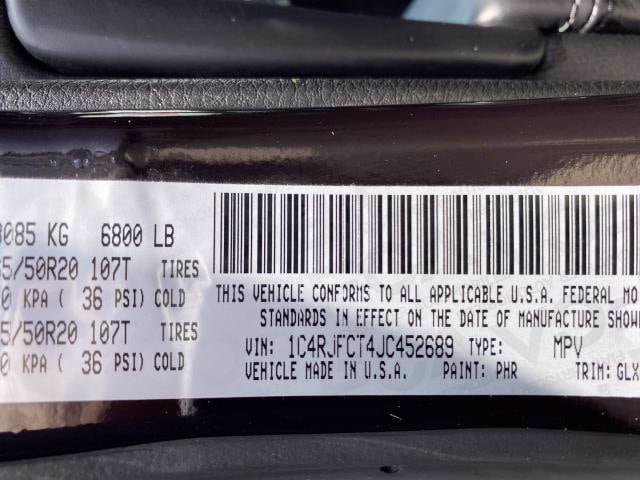 3085 KG 6800 LB
5/50R20 107T TIRES
0 KPA ( 36 PSI) COLD
5/50R20 107T TIRES
0 KPA ( 36 PSI) COLD
THIS VEHICLE CONFORMS TO ALL APPLICABLE U.S.A. FEDERAL MO
STANDARDS IN EFFECT ON THE DATE OF MANUFACTURE SHOW
VIN: 1C4RJFCT4JC452689 TYPE: MPV
VEHICLE MADE IN U.S.A. PAINT: PHR TRIM: GLX